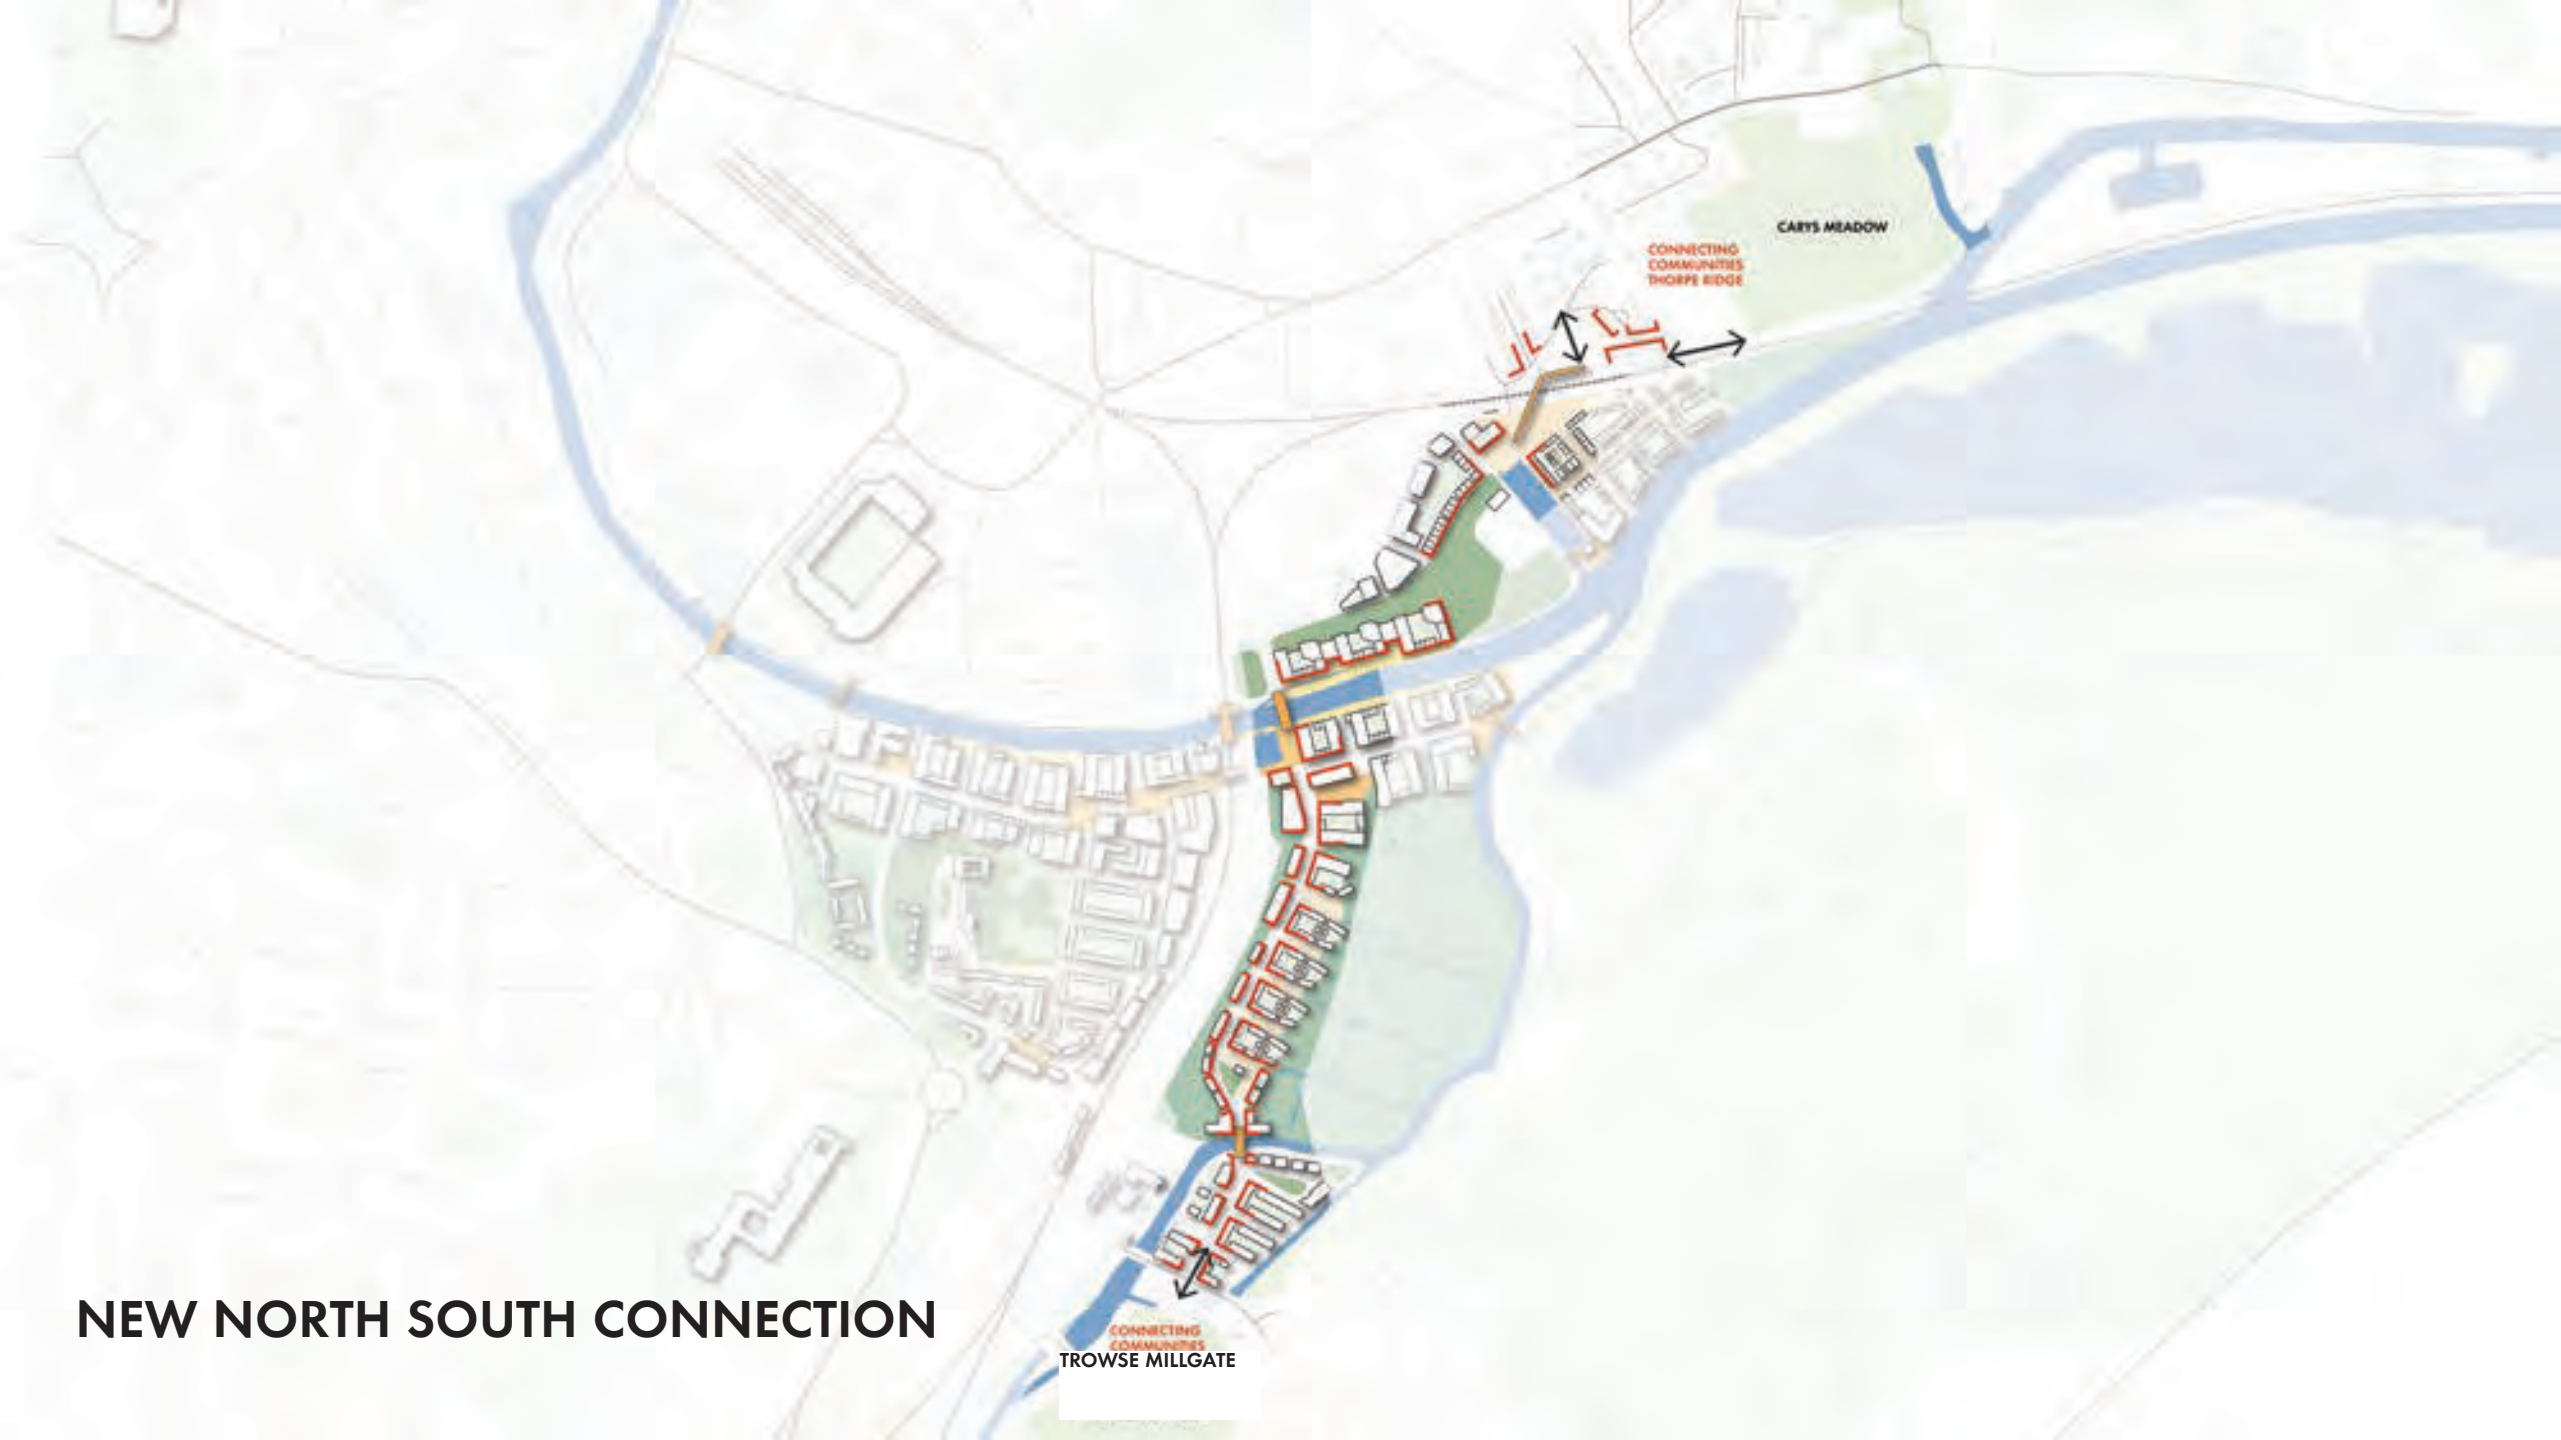 CARYS MEADOW
CONNECTING
COMMUNITIES
THORPE RIDGE
NEW NORTH SOUTH CONNECTION
CONNECTING
COMMUNITIES
TROWSE MILLGATE